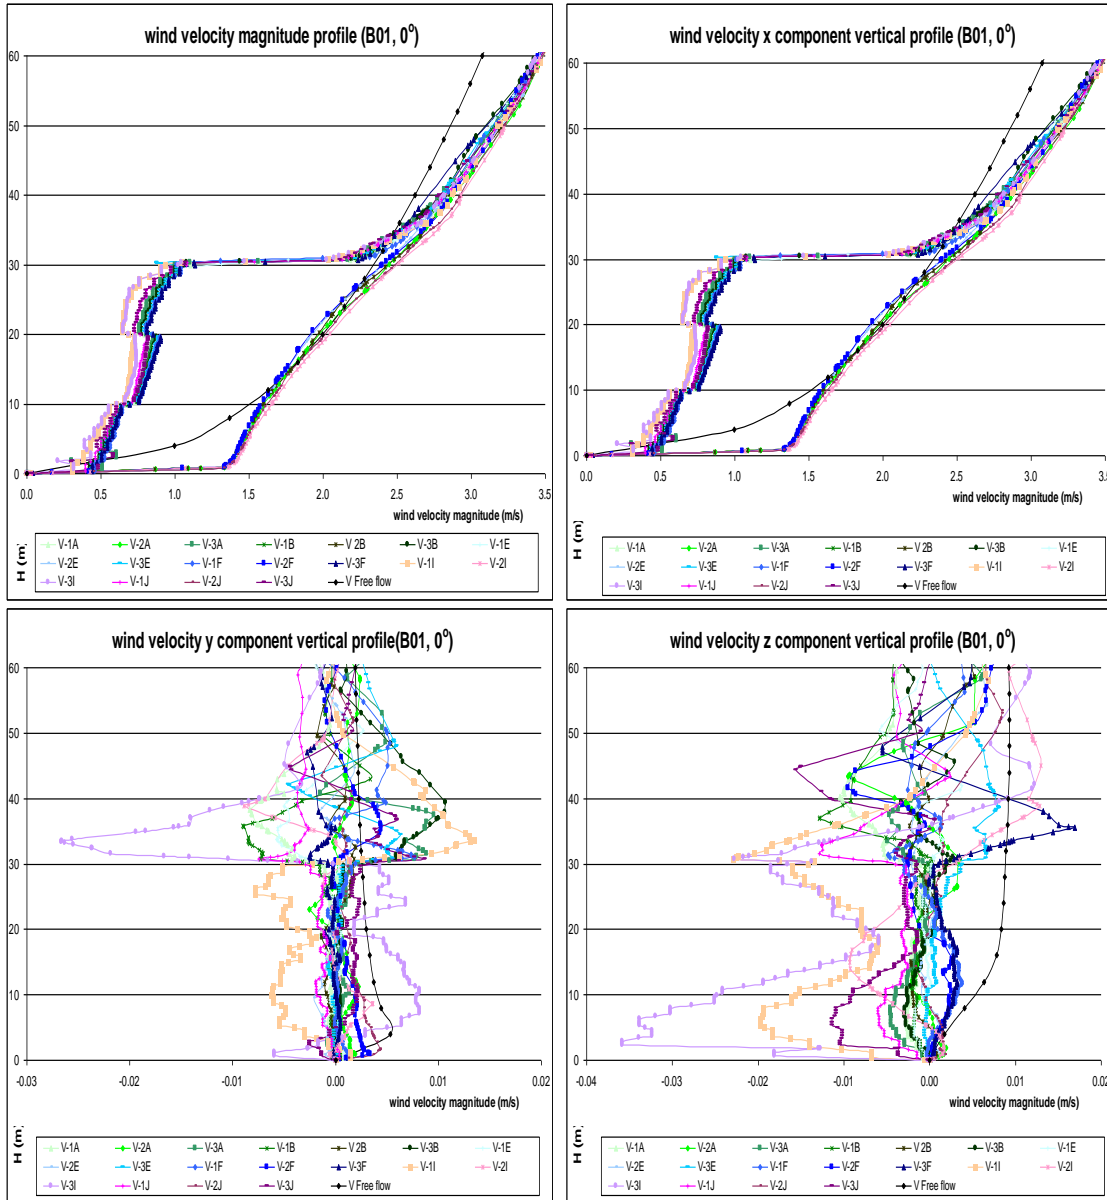 wind velocity magnitude profile (B01, 0⁰)
60
50
40
30
20
10
0
0.0 0.5 1.0 1.5 2.0 2.5 3.0 3.5
wind velocity magnitude (m/s)
H (m)
V-1A V-2A V-3A V-1B V 2B V-3B V-1E
V-2E V-3E V-1F V-2F V-3F V-1I V-2I
V-3I V-1J V-2J V-3J V Free flow
wind velocity x component vertical profile (B01, 0⁰)
60
50
40
30
20
10
0
0.0 0.5 1.0 1.5 2.0 2.5 3.0 3.5
wind velocity magnitude (m/s)
H (m)
V-1A V-2A V-3A V-1B V 2B V-3B V-1E
V-2E V-3E V-1F V-2F V-3F V-1I V-2I
V-3I V-1J V-2J V-3J V Free flow
wind velocity y component vertical profile(B01, 0⁰)
60
50
40
30
20
10
0
-0.03 -0.02 -0.01 0.00 0.01 0.02
wind velocity magnitude (m/s)
H (m)
V-1A V-2A V-3A V-1B V 2B V-3B V-1E
V-2E V-3E V-1F V-2F V-3F V-1I V-2I
V-3I V-1J V-2J V-3J V Free flow
wind velocity z component vertical profile (B01, 0⁰)
60
50
40
30
20
10
0
-0.04 -0.03 -0.02 -0.01 0.00 0.01 0.02
wind velocity magnitude (m/s)
H (m)
V-1A V-2A V-3A V-1B V 2B V-3B V-1E
V-2E V-3E V-1F V-2F V-3F V-1I V-2I
V-3I V-1J V-2J V-3J V Free flow